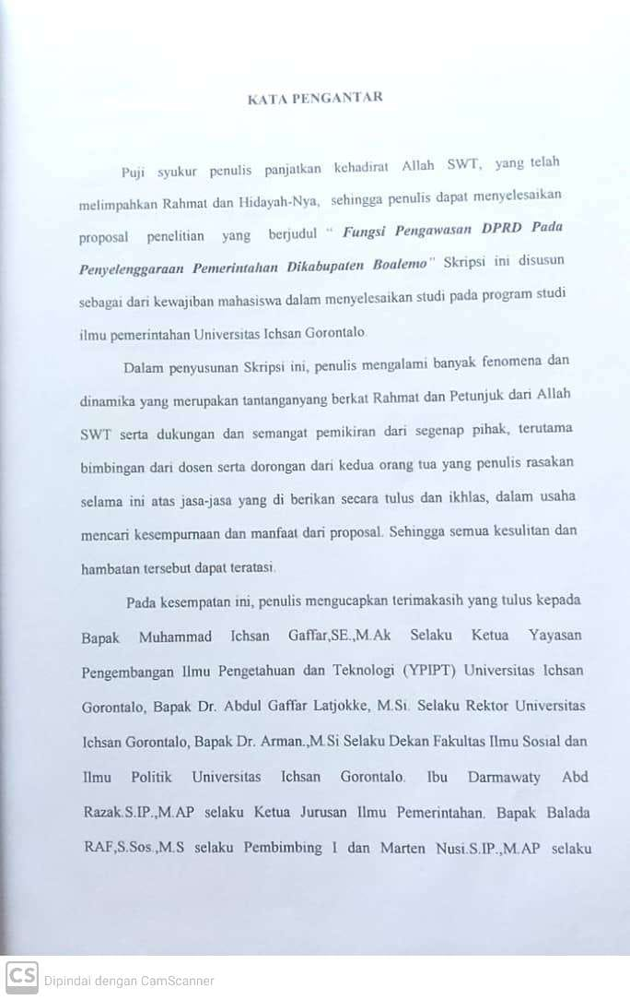 KATA PENGANTAR
Puji syukur penulis panjatkan kehadirat Allah SWT, yang telah
melimpahkan Rahmat dan Hidayah-Nya, sehingga penulis dapat menyelesaikan
proposal penelitian yang berjudul " Fungsi Pengawasan DPRD Pada
Penyelenggaraan Pemerintahan Dikabupaten Boalemo" Skripsi ini disusun
sebagai dari kewajiban mahasiswa dalam menyelesaikan studi pada program studi
ilmu pemerintahan Universitas Ichsan Gorontalo.
Dalam penyusunan Skripsi ini, penulis mengalami banyak fenomena dan
dinamika yang merupakan tantanganyang berkat Rahmat dan Petunjuk dari Allah
SWT serta dukungan dan semangat pemikiran dari segenap pihak, terutama
bimbingan dari dosen serta dorongan dari kedua orang tua yang penulis rasakan
selama ini atas jasa-jasa yang di berikan secara tulus dan ikhlas, dalam usaha
mencari kesempurnaan dan manfaat dari proposal. Sehingga semua kesulitan dan
hambatan tersebut dapat teratasi.
Pada kesempatan ini, penulis mengucapkan terimakasih yang tulus kepada
Bapak Muhammad Ichsan Gaffar,SE.,M.Ak Selaku Ketua Yayasan
Pengembangan Ilmu Pengetahuan dan Teknologi (YPIPT) Universitas Ichsan
Gorontalo, Bapak Dr. Abdul Gaffar Latjokke, M.Si. Selaku Rektor Universitas
Ichsan Gorontalo, Bapak Dr. Arman.,M.Si Selaku Dekan Fakultas Ilmu Sosial dan
Ilmu Politik Universitas Ichsan Gorontalo. Ibu Darmawaty Abd
Razak.S.IP.,M.AP selaku Ketua Jurusan Ilmu Pemerintahan. Bapak Balada
RAF,S.Sos.,M.S selaku Pembimbing I dan Marten Nusi.S.IP.,M.AP selaku
CS Dipindai dengan CamScanner